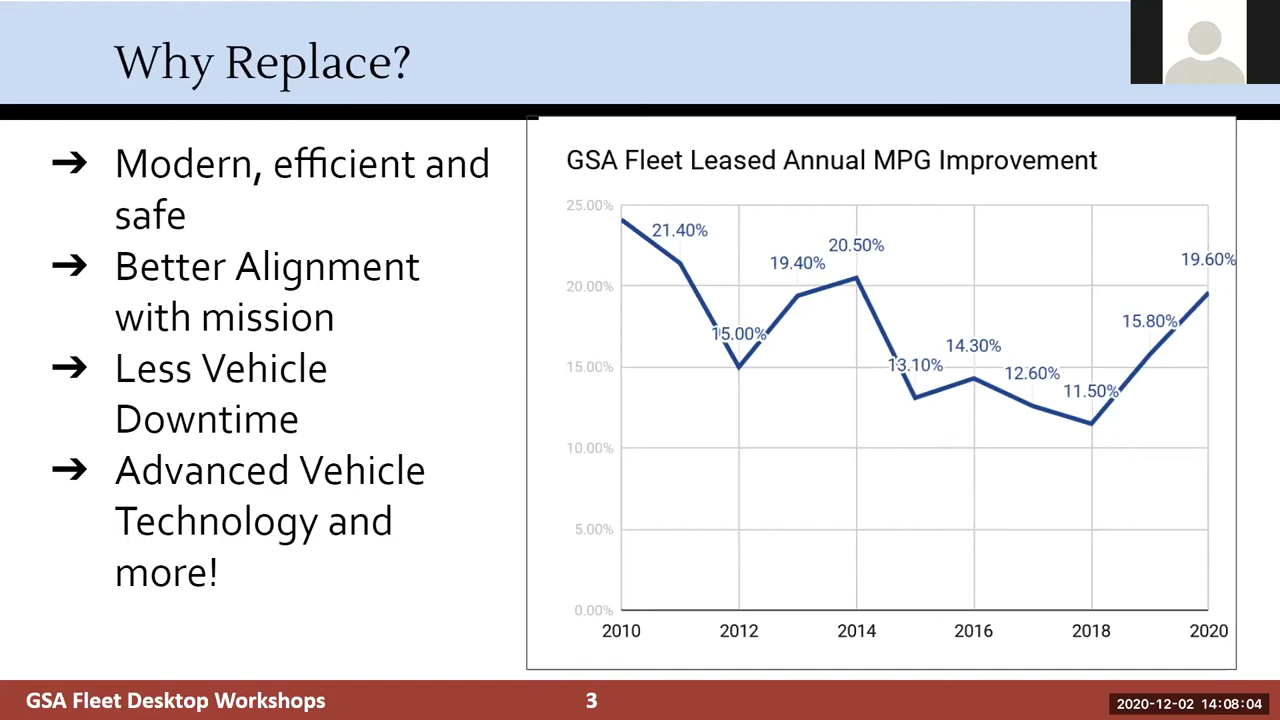 Why Replace?
➔ Modern, efficient and
safe
➔ Better Alignment
with mission
➔ Less Vehicle
Downtime
➔ Advanced Vehicle
Technology and
more!
GSA Fleet Leased Annual MPG Improvement
25.00%
20.00%
15.00%
10.00%
5.00%
0.00%
21.40%
15.00%
19.40%
20.50%
13.10%
14.30%
12.60%
11.50%
15.80%
19.60%
2010 2012 2014 2016 2018 2020
GSA Fleet Desktop Workshops
3
2020-12-02 14:08:04